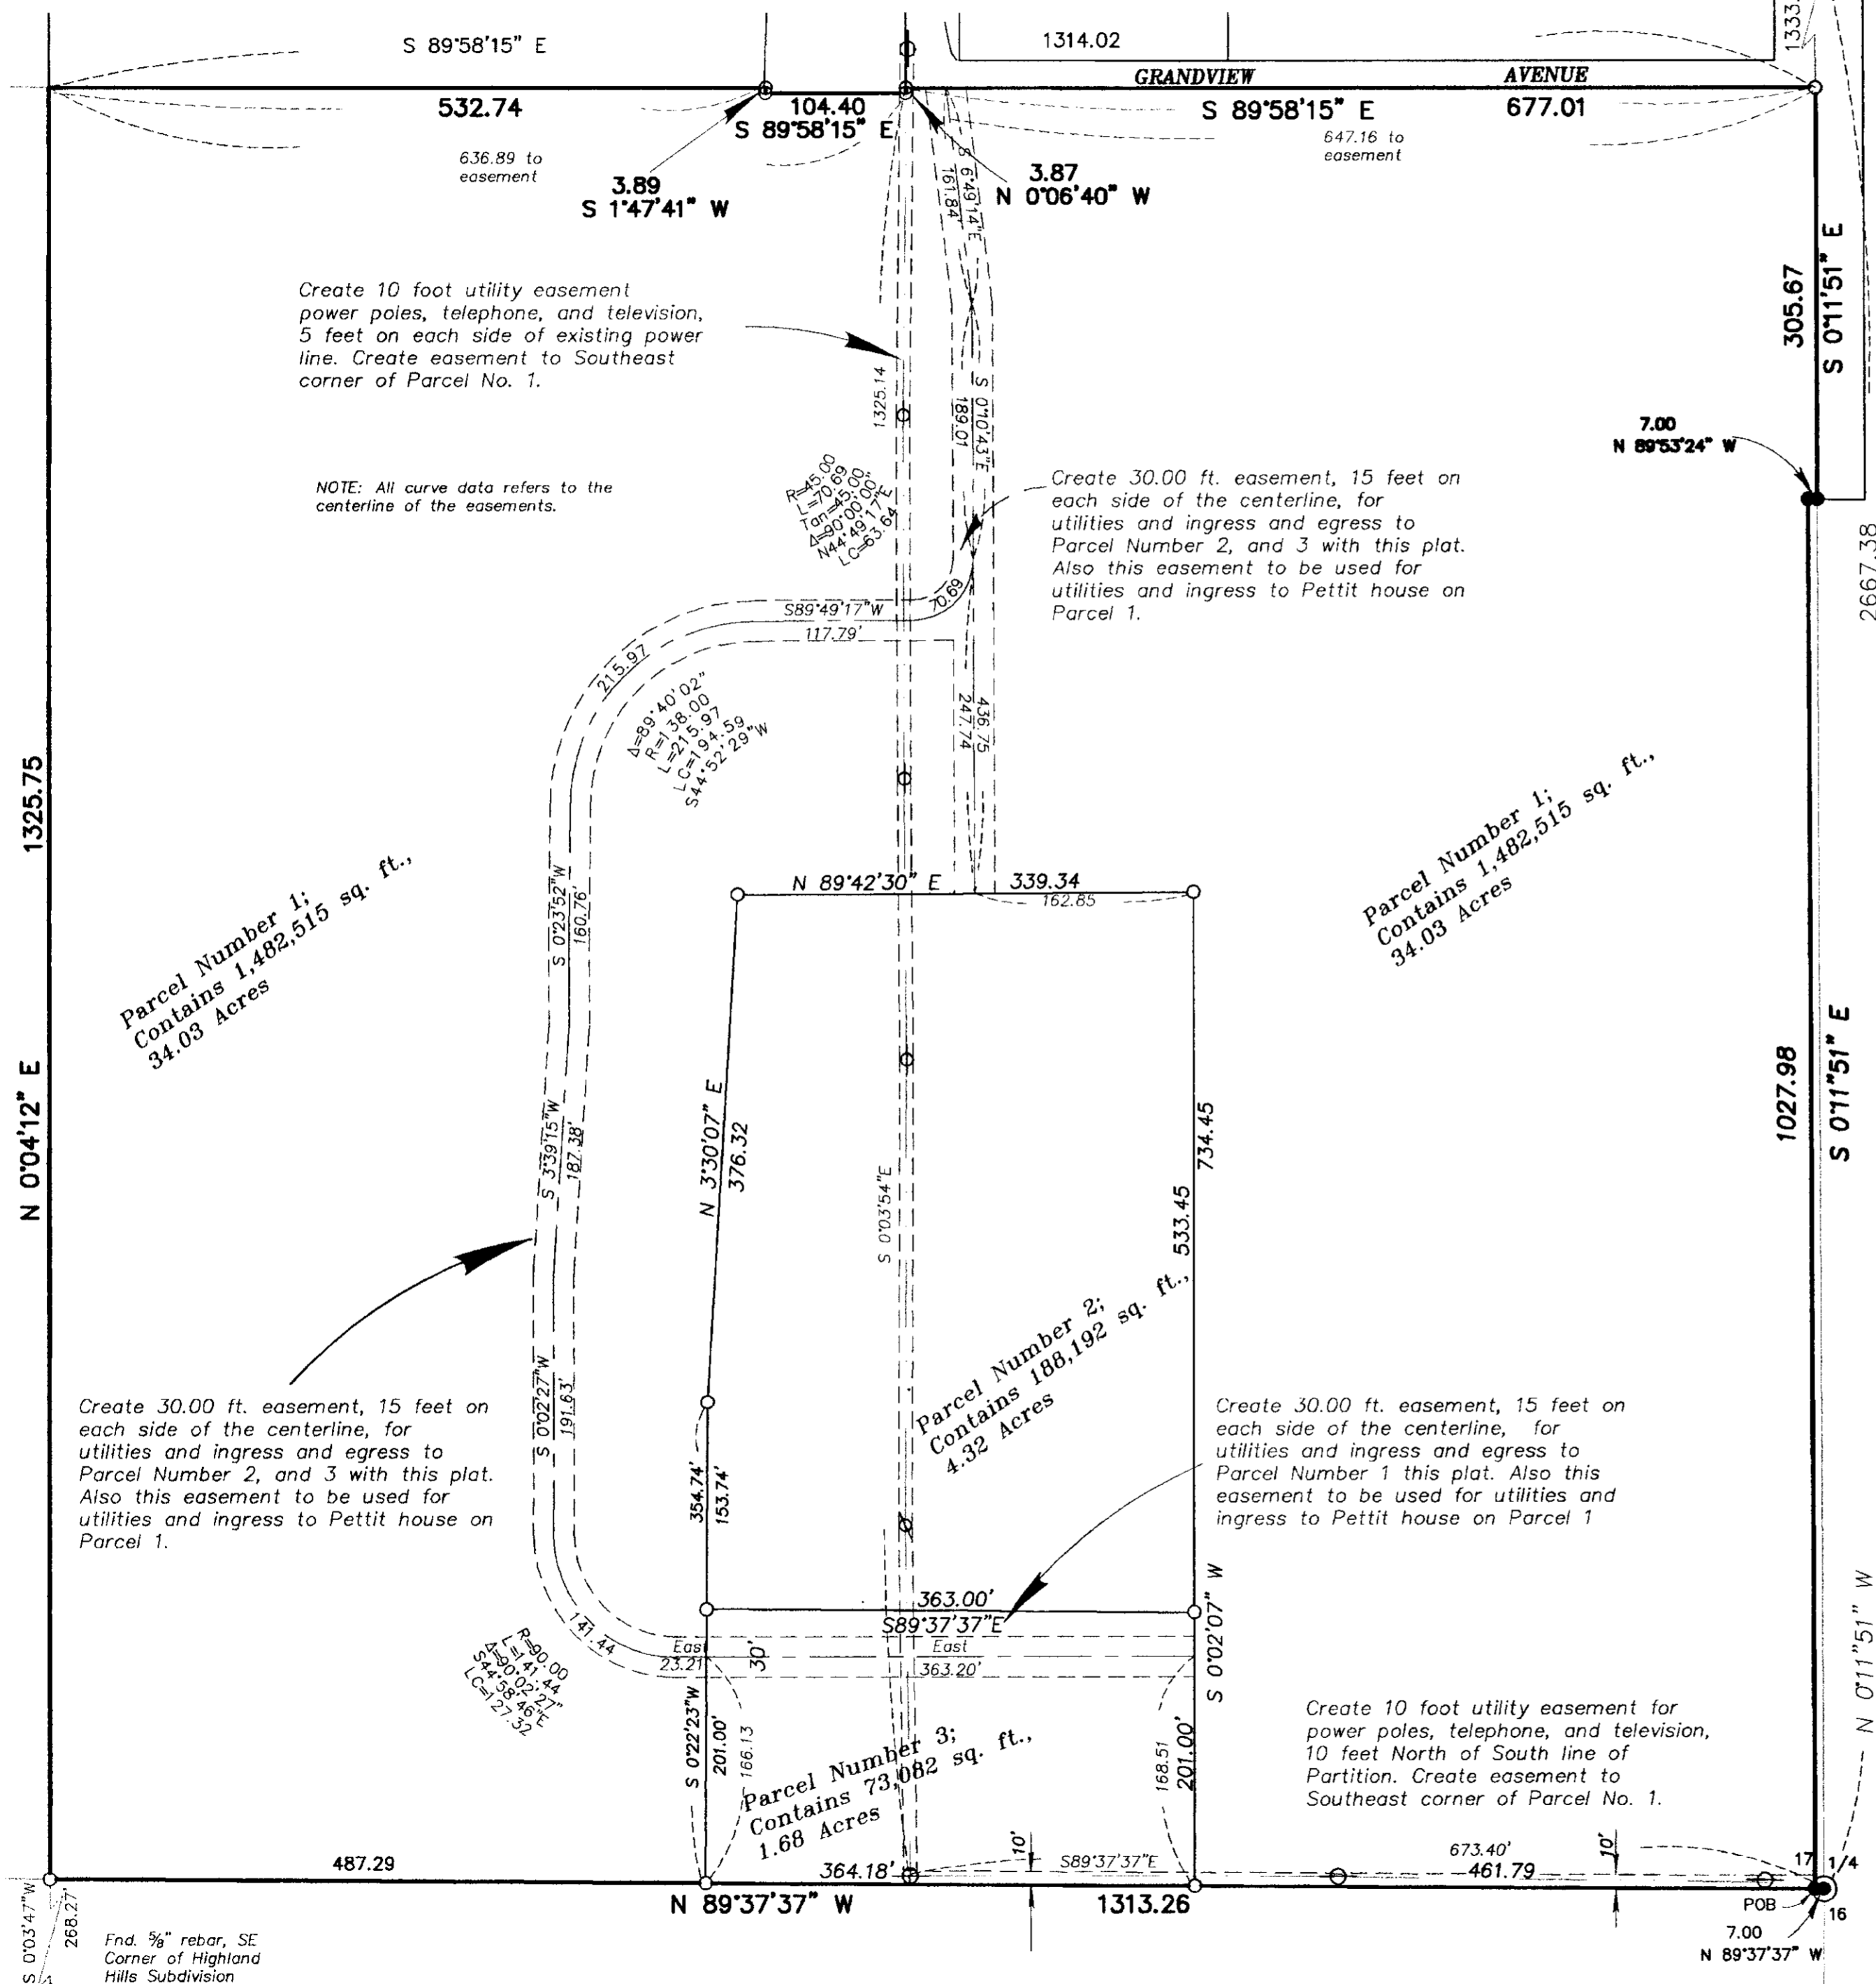 S 89°58'15" E
1314.02
1333.
GRANDVIEW AVENUE
532.74
104.40
S 89°58'15" E
S 89°58'15" E 677.01
636.89 to
easement
647.16 to
easement
3.89
S 1°47'41" W
3.87
N 0°06'40" W
S 6°49'14"E
161.84'
305.67
S 0°11'51" E
Create 10 foot utility easement
power poles, telephone, and television,
5 feet on each side of existing power
line. Create easement to Southeast
corner of Parcel No. 1.
1325.14
S 0°10'43"E
189.01
7.00
N 89°53'24" W
2667.38
NOTE: All curve data refers to the
centerline of the easements.
R=45.00
L=70.69
Tan=45.00
Δ=90°00'00"
N44°49'17"E
LC=63.64
Create 30.00 ft. easement, 15 feet on
each side of the centerline, for
utilities and ingress and egress to
Parcel Number 2, and 3 with this plat.
Also this easement to be used for
utilities and ingress to Pettit house on
Parcel 1.
S89°49'17"W
117.79'
70.69
215.97
Δ=89°40'02"
R=138.00
L=215.97
LC=194.59
S44°52'29"W
436.75
247.74
1325.75
N 0°04'12" E
Parcel Number 1;
Contains 1,482,515 sq. ft.,
34.03 Acres
Parcel Number 1;
Contains 1,482,515 sq. ft.,
34.03 Acres
N 89°42'30" E 339.34
162.85
S 0°23'52"W
160.76'
S 3°39'15"W
187.38'
N 3°30'07" E
376.32
S 0°03'54"E
734.45
533.45
1027.98
S 0°11"51" E
Parcel Number 2;
Contains 188,192 sq. ft.,
4.32 Acres
S 0°02'27"W
191.63'
Create 30.00 ft. easement, 15 feet on
each side of the centerline, for
utilities and ingress and egress to
Parcel Number 2, and 3 with this plat.
Also this easement to be used for
utilities and ingress to Pettit house on
Parcel 1.
354.74'
153.74'
Create 30.00 ft. easement, 15 feet on
each side of the centerline, for
utilities and ingress and egress to
Parcel Number 1 this plat. Also this
easement to be used for utilities and
ingress to Pettit house on Parcel 1
363.00'
S89°37'37"E
141.44
R=90.00
L=141.44
Δ=90°02'27"
S44°58'46"E
LC=127.32
East
23.21
30'
East
363.20'
S 0°02'07" W
N 0°11"51" W
S 0°22'23"W
201.00'
166.13
168.51
201.00'
Parcel Number 3;
Contains 73,082 sq. ft.,
1.68 Acres
Create 10 foot utility easement for
power poles, telephone, and television,
10 feet North of South line of
Partition. Create easement to
Southeast corner of Parcel No. 1.
487.29
364.18'
10'
S89°37'37"E
673.40'
461.79
10'
17 1/4
16
POB
N 89°37'37" W 1313.26
7.00
N 89°37'37" W
S 0°03'47"W
268.27'
Fnd. ⅝" rebar, SE
Corner of Highland
Hills Subdivision